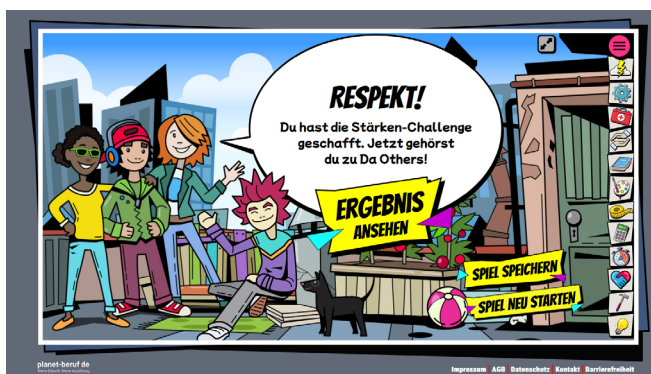 RESPEKT!
Du hast die Stärken-Challenge
geschafft. Jetzt gehörst
du zu Da Others!
ERGEBNIS
ANSEHEN
SPIEL SPEICHERN
SPIEL NEU STARTEN
planet-beruf.de
Impressum | AGB | Datenschutz | Kontakt | Barrierefreiheit